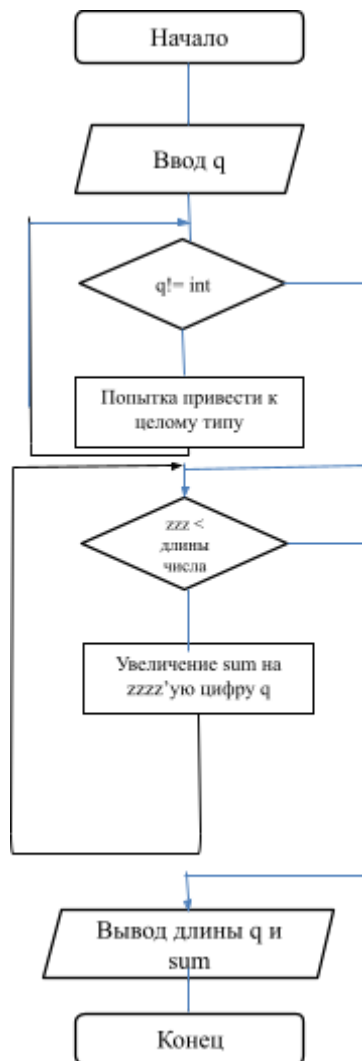 Начало
Ввод q
q!= int
Попытка привести к
целому типу
zzz <
длины
числа
Увеличение sum на
zzzz’ую цифру q
Вывод длины q и
sum
Конец